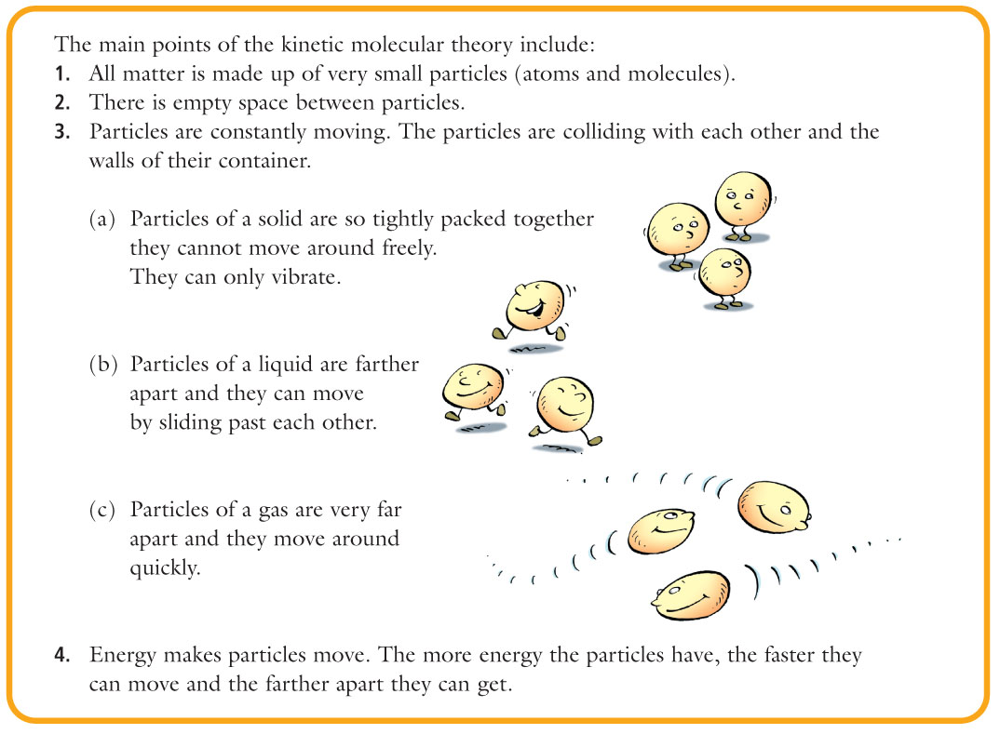 The main points of the kinetic molecular theory include:
1. All matter is made up of very small particles (atoms and molecules).
2. There is empty space between particles.
3. Particles are constantly moving. The particles are colliding with each other and the
walls of their container.
(a) Particles of a solid are so tightly packed together
they cannot move around freely.
They can only vibrate.
(b) Particles of a liquid are farther
apart and they can move
by sliding past each other.
(c) Particles of a gas are very far
apart and they move around
quickly.
4. Energy makes particles move. The more energy the particles have, the faster they
can move and the farther apart they can get.